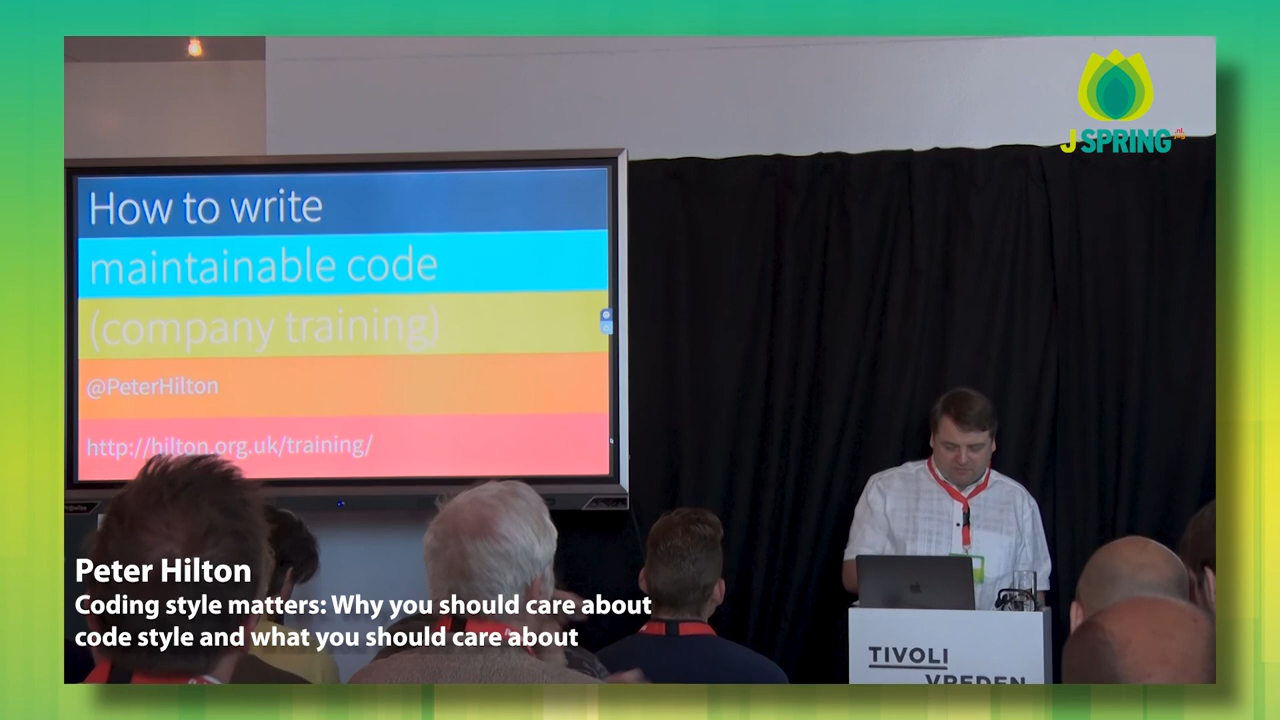 J SPRING
How to write
maintainable code
(company training)
@PeterHilton
http://hilton.org.uk/training/
Peter Hilton
Coding style matters: Why you should care about
code style and what you should care about
TIVOLI
VREDEN